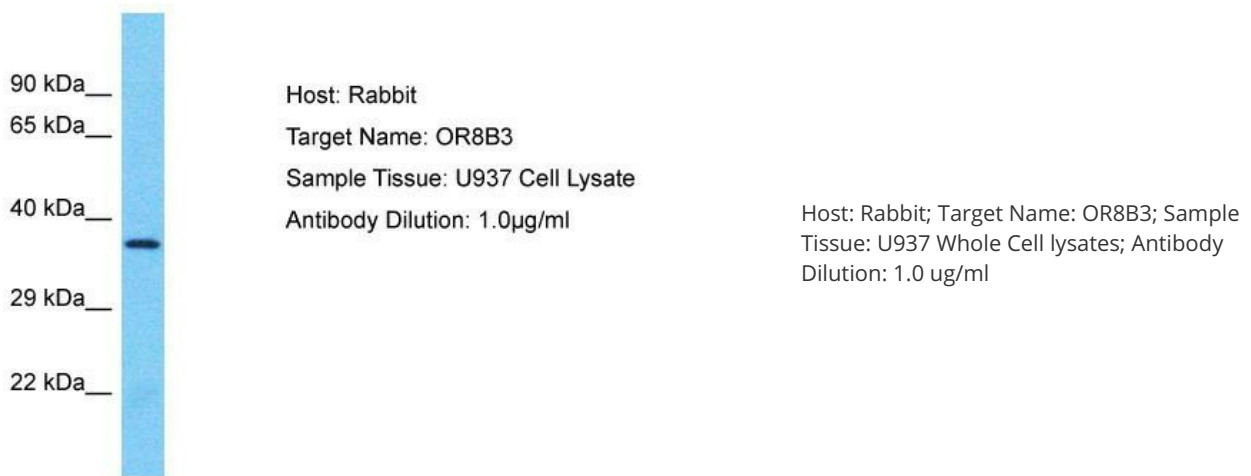 90 kDa
65 kDa
40 kDa
29 kDa
22 kDa
Host: Rabbit
Target Name: OR8B3
Sample Tissue: U937 Cell Lysate
Antibody Dilution: 1.0µg/ml
Host: Rabbit; Target Name: OR8B3; Sample
Tissue: U937 Whole Cell lysates; Antibody
Dilution: 1.0 ug/ml